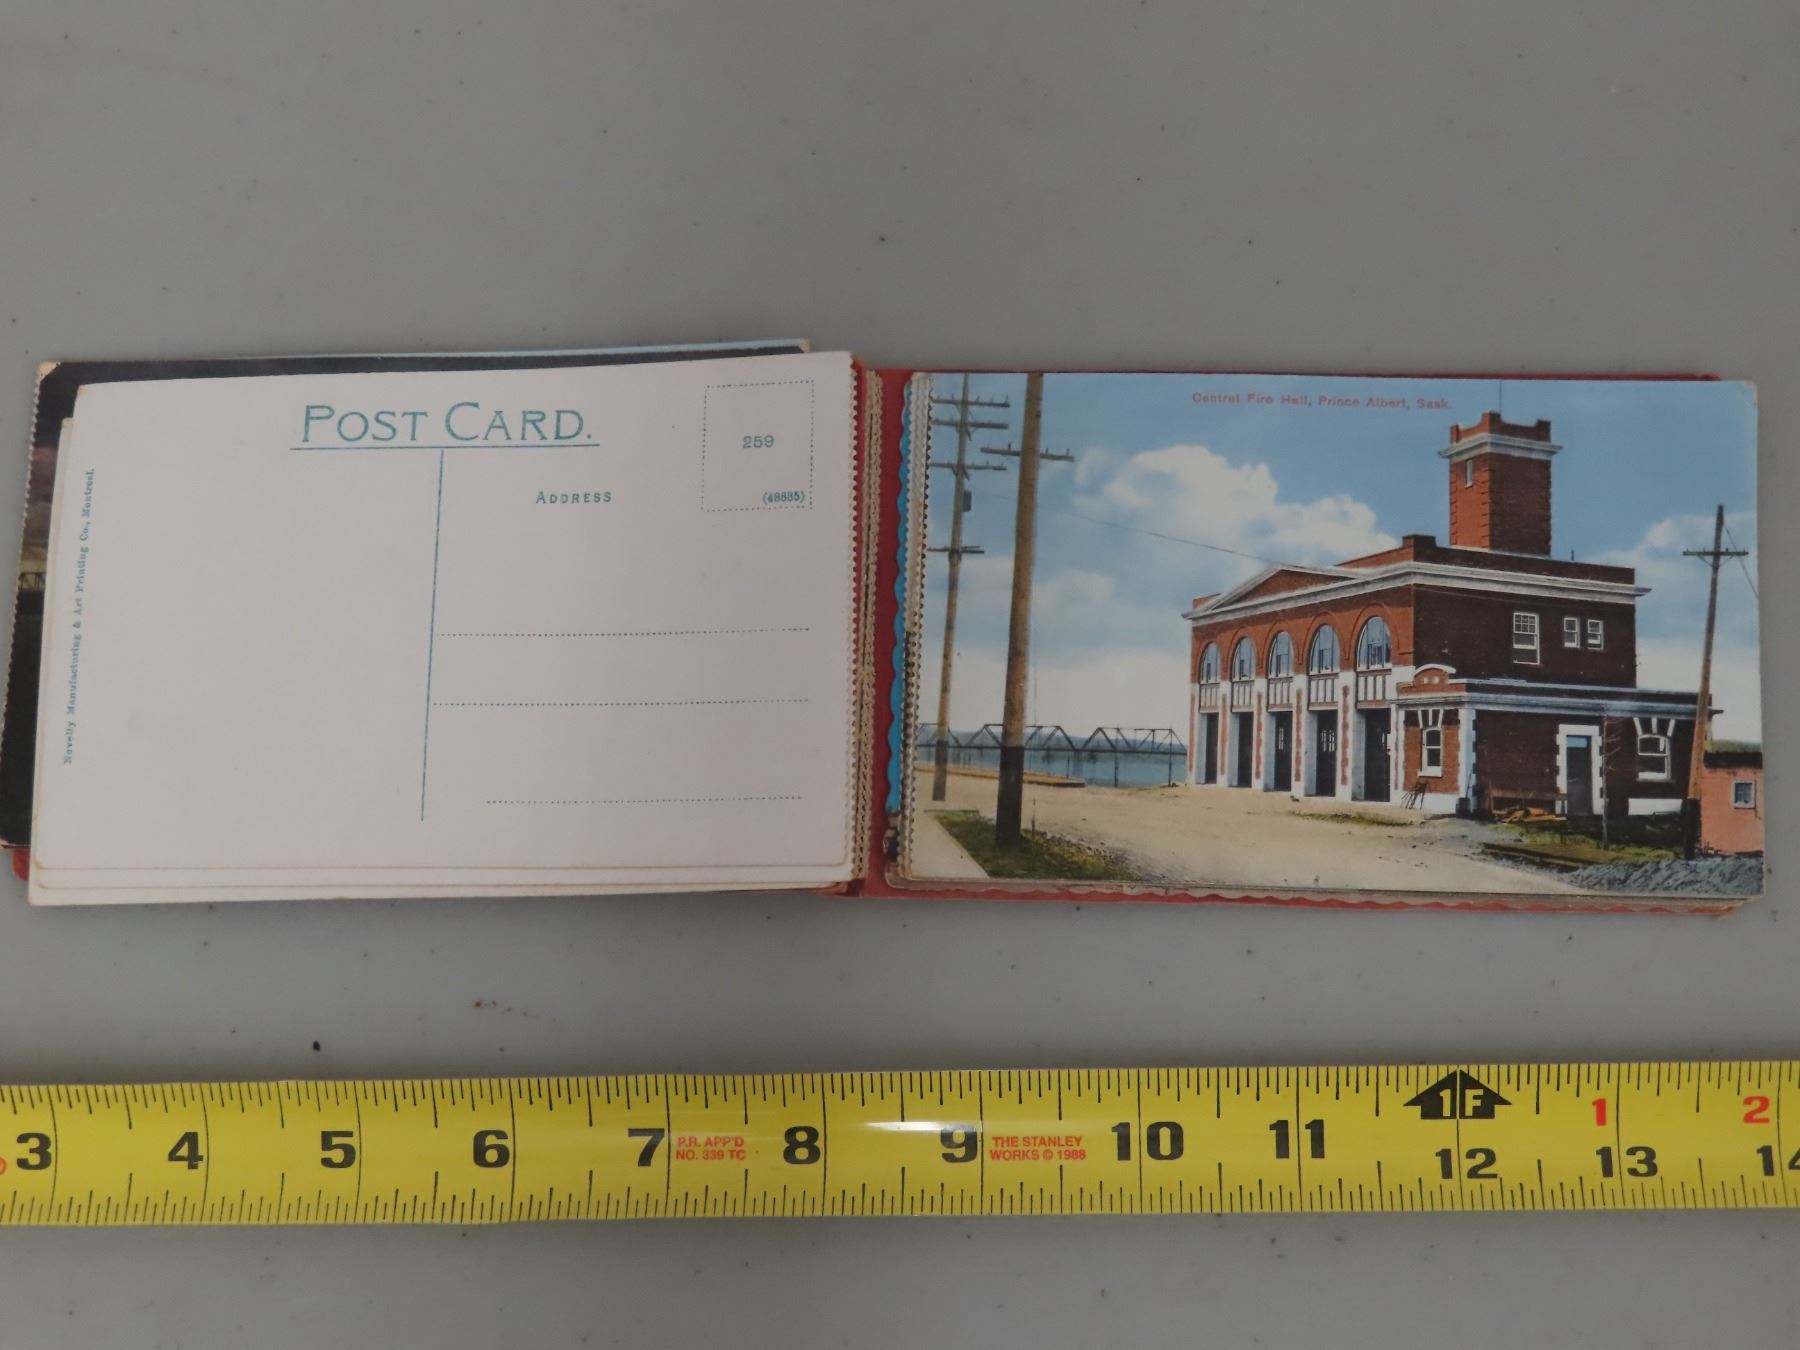 POST CARD.
259
ADDRESS
(48885)
Novelty Manufacturing & Art Printing Co., Montreal.
Central Fire Hall, Prince Albert, Sask.
3 4 5 6 7 P.R. APP'D 8 9 THE STANLEY 10 11 1F 12 1 13 2 14
NO. 339 TC WORKS © 1988